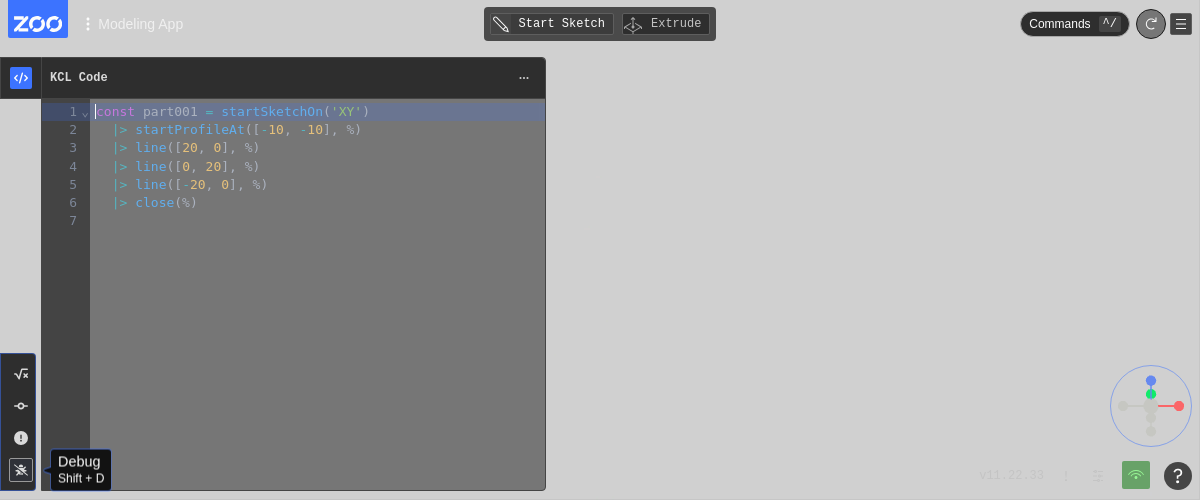 ZOO
Modeling App
Start Sketch
Extrude
Commands ^/
KCL Code
1 const part001 = startSketchOn('XY')
2 |> startProfileAt([-10, -10], %)
3 |> line([20, 0], %)
4 |> line([0, 20], %)
5 |> line([-20, 0], %)
6 |> close(%)
7
Debug
Shift + D
v11.22.33
?